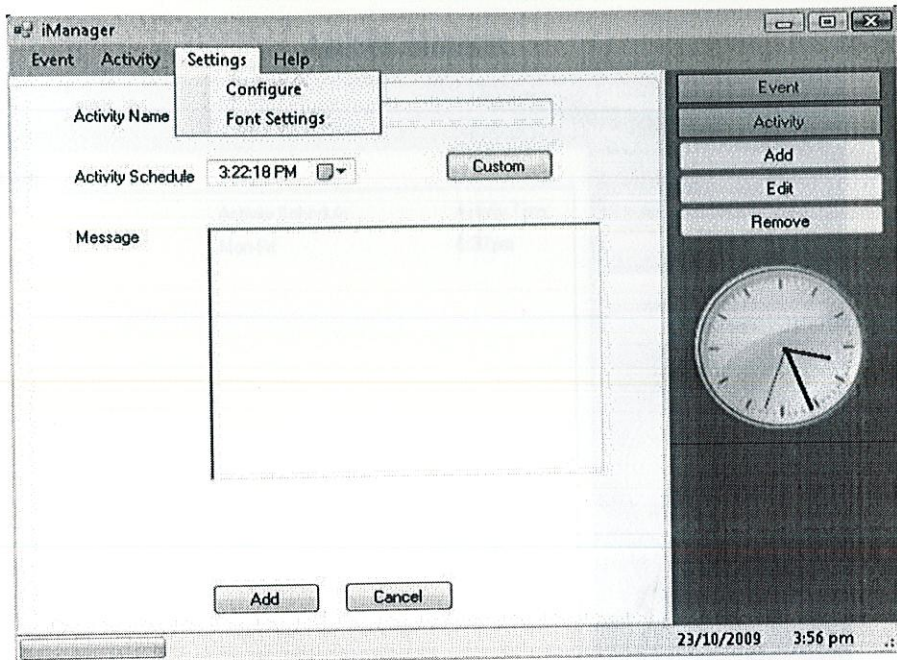 iManager
Event Activity Settings Help
Configure
Font Settings
Activity Name
Activity Schedule 3:22:18 PM Custom
Message
Add Cancel
Event
Activity
Add
Edit
Remove
23/10/2009 3:56 pm